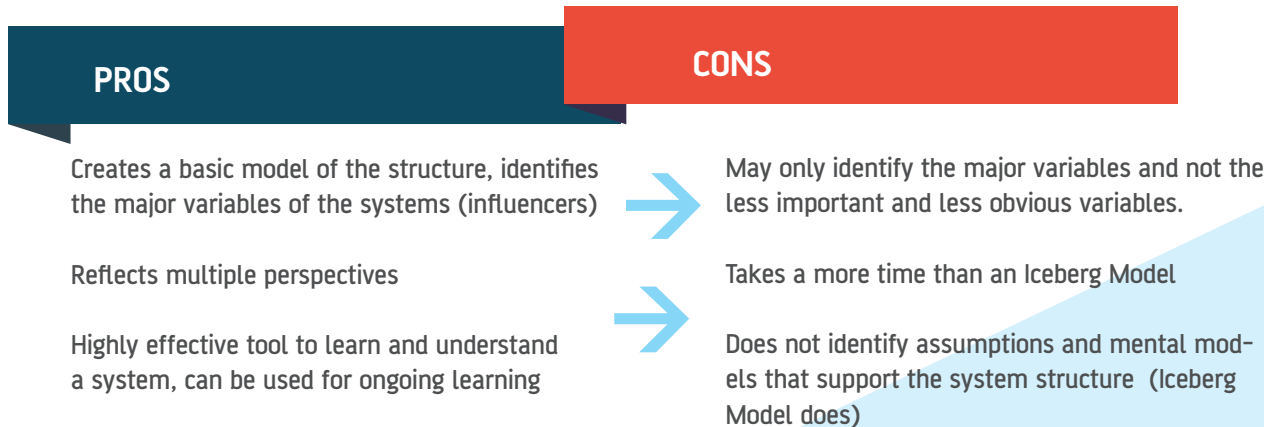 PROS
Creates a basic model of the structure, identifies
the major variables of the systems (influencers)
Reflects multiple perspectives
Highly effective tool to learn and understand
a system, can be used for ongoing learning
CONS
May only identify the major variables and not the
less important and less obvious variables.
Takes a more time than an Iceberg Model
Does not identify assumptions and mental mod-
els that support the system structure  (Iceberg
Model does)